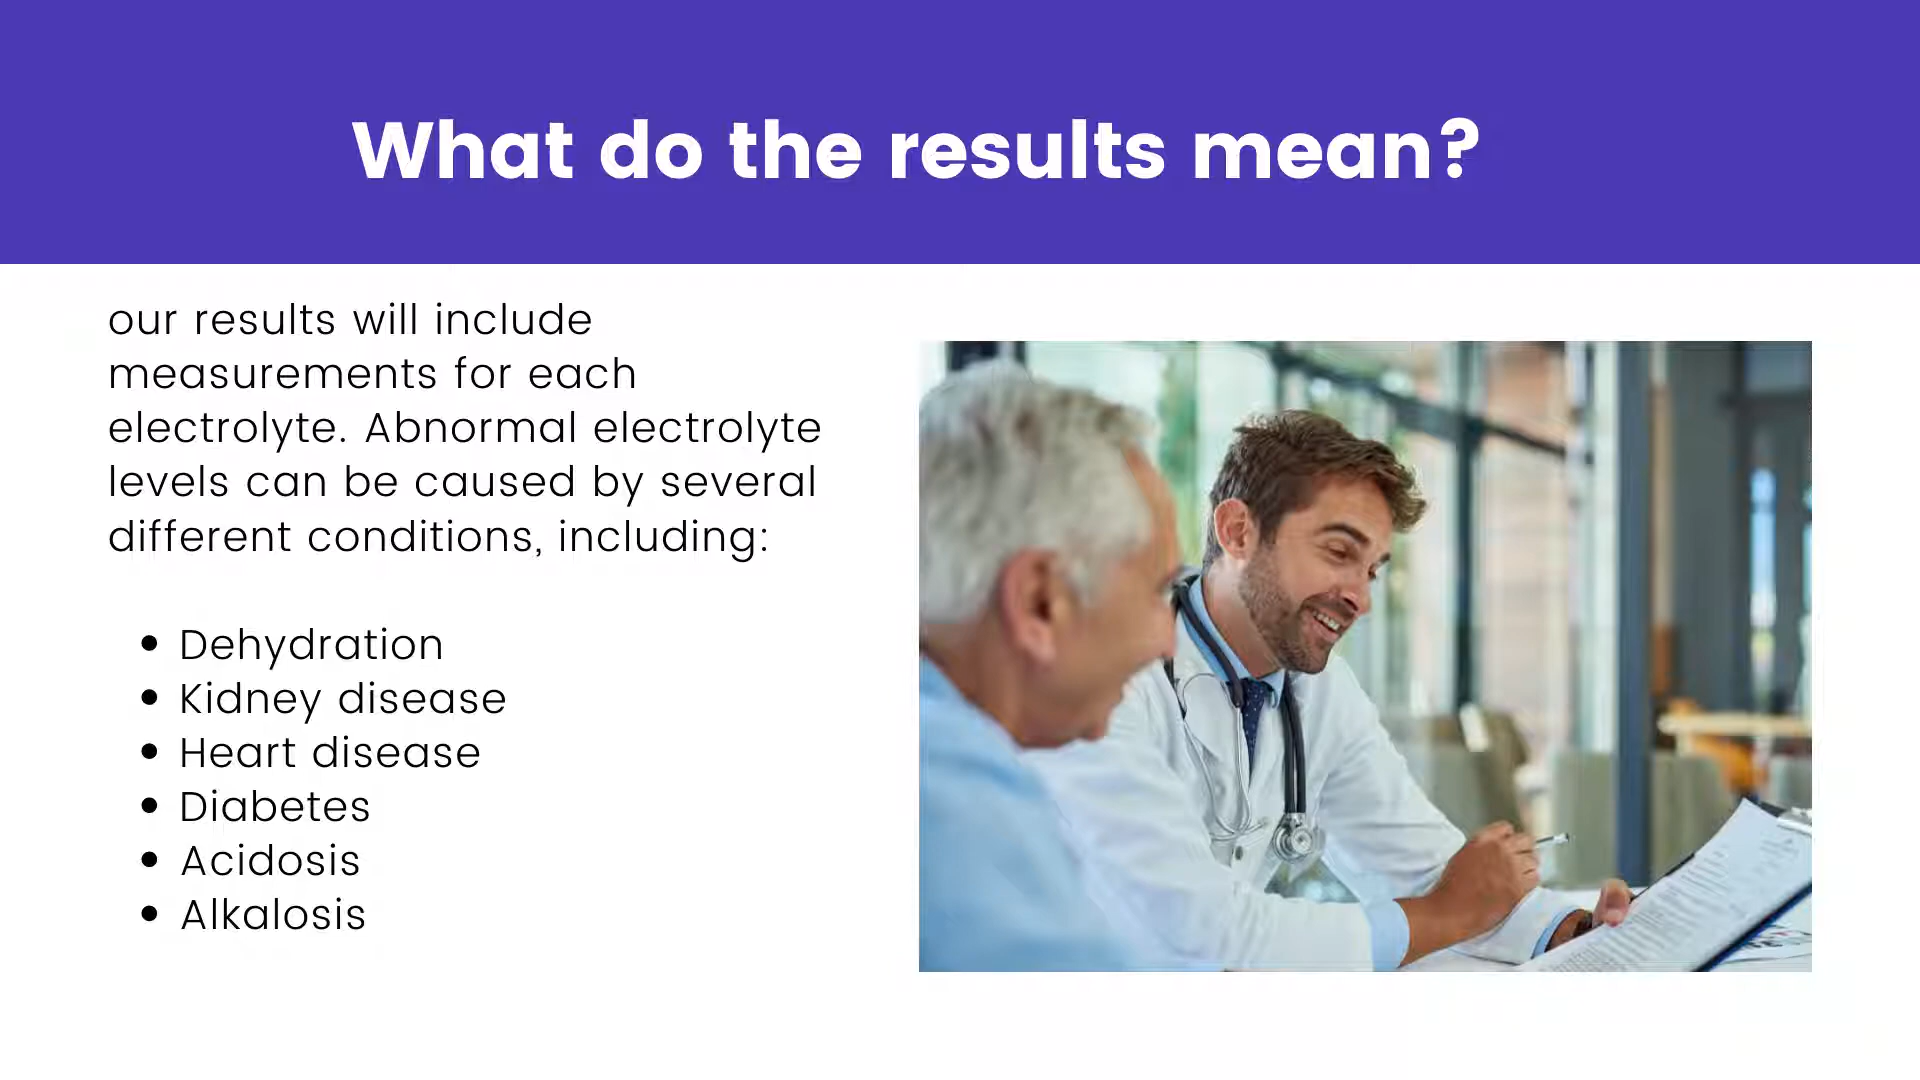 What do the results mean?
our results will include
measurements for each
electrolyte. Abnormal electrolyte
levels can be caused by several
different conditions, including:
• Dehydration
• Kidney disease
• Heart disease
• Diabetes
• Acidosis
• Alkalosis